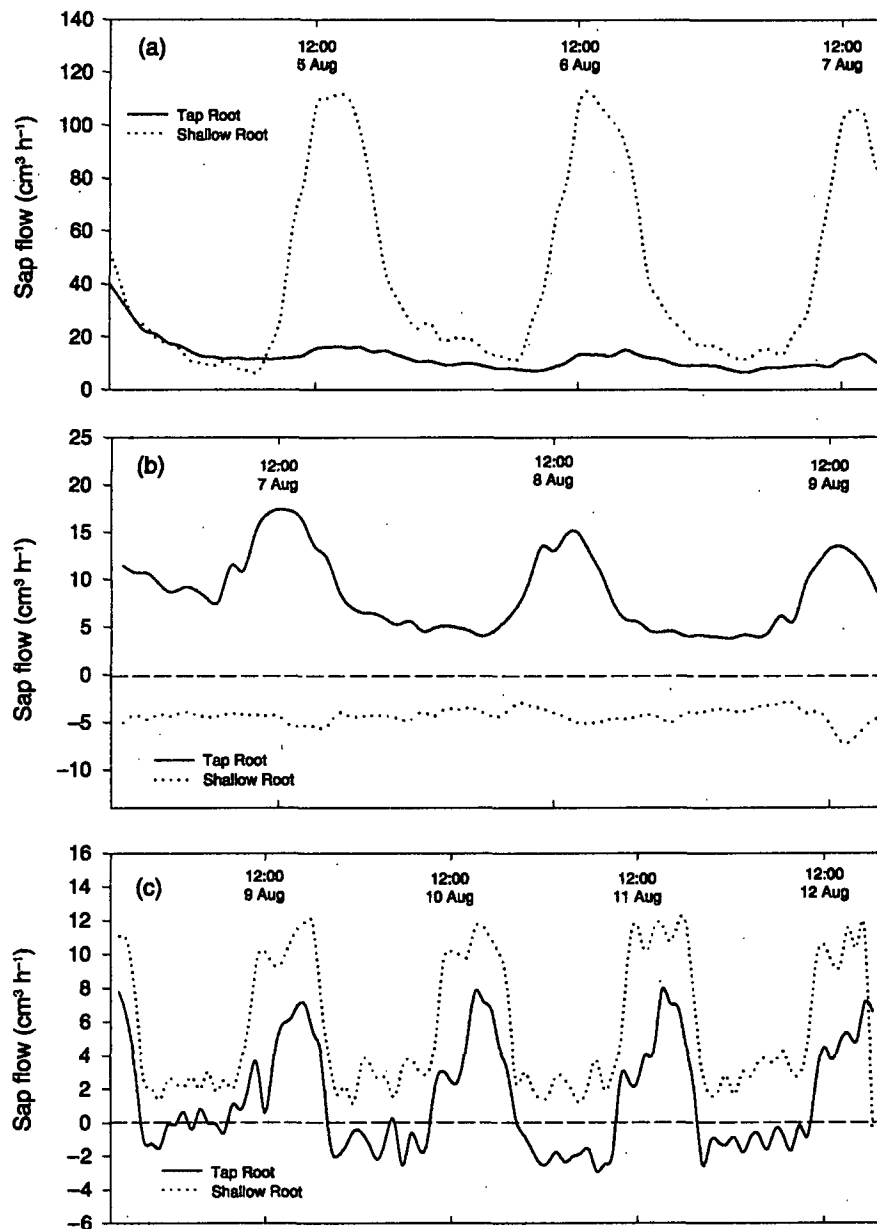 (a)
140
120
100
80
60
40
20
0
Sap flow (cm³ h⁻¹)
12:00
5 Aug
12:00
6 Aug
12:00
7 Aug
Tap Root
Shallow Root
(b)
25
20
15
10
5
0
−5
−10
Sap flow (cm³ h⁻¹)
12:00
7 Aug
12:00
8 Aug
12:00
9 Aug
Tap Root
Shallow Root
(c)
16
14
12
10
8
6
4
2
0
−2
−4
−6
Sap flow (cm³ h⁻¹)
12:00
9 Aug
12:00
10 Aug
12:00
11 Aug
12:00
12 Aug
Tap Root
Shallow Root